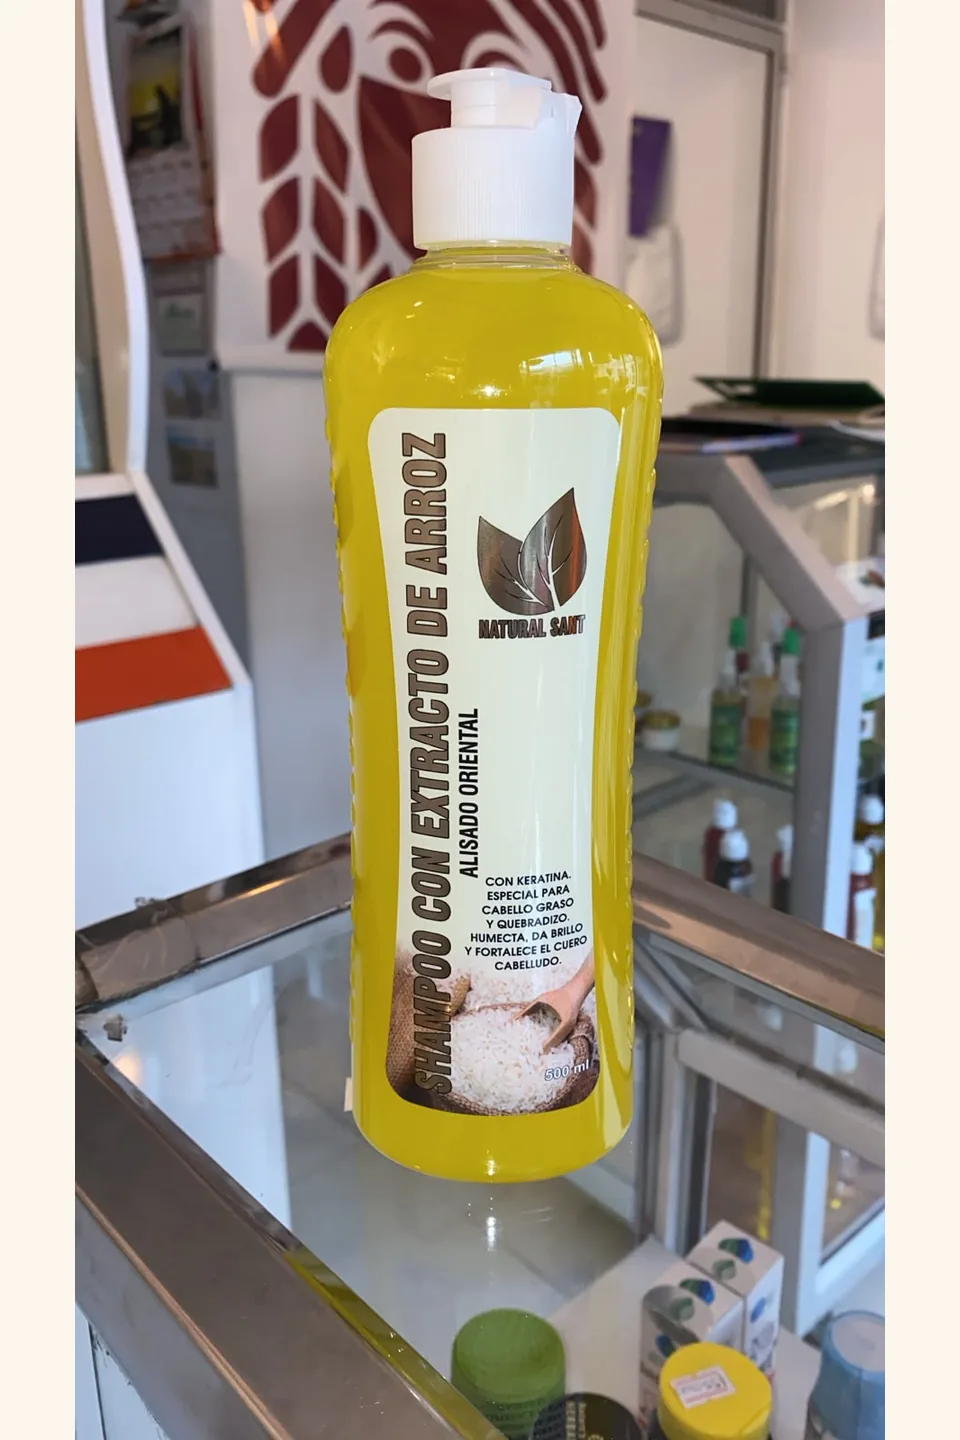 SHAMPOO CON EXTRACTO DE ARROZ
ALISADO ORIENTAL
NATURAL SANT
CON KERATINA.
ESPECIAL PARA
CABELLO GRASO
Y QUEBRADIZO.
HUMECTA, DA BRILLO
Y FORTALECE EL CUERO
CABELLUDO.
500 ml